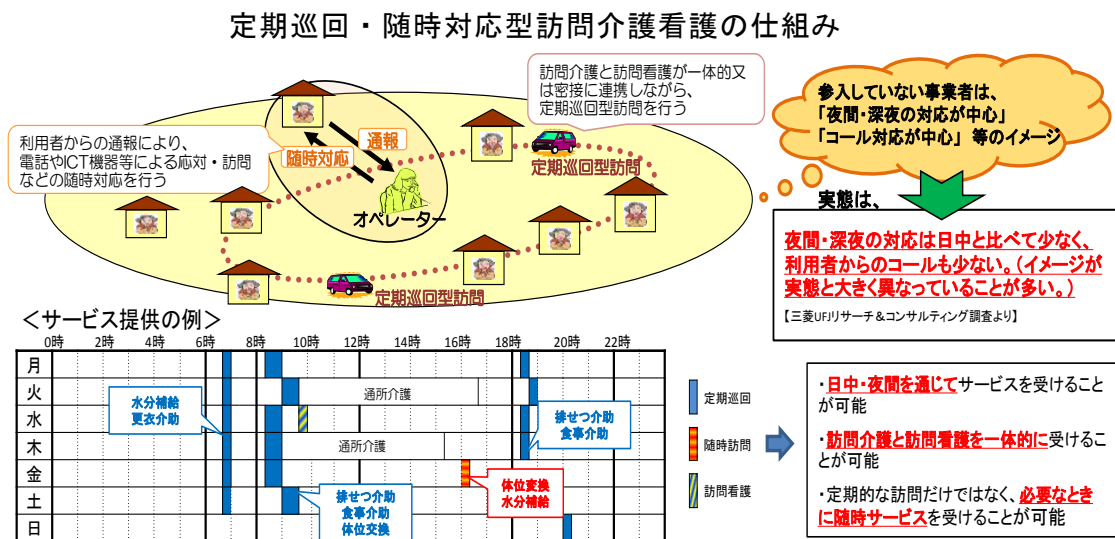 定期巡回・随時対応型訪問介護看護の仕組み
訪問介護と訪問看護が一体的又
は密接に連携しながら、
定期巡回型訪問を行う
参入していない事業者は、
「夜間・深夜の対応が中心」
「コール対応が中心」 等のイメージ
利用者からの通報により、
電話やICT機器等による応対・訪問
などの随時対応を行う
通報
随時対応
オペレーター
定期巡回型訪問
定期巡回型訪問
実態は、
夜間・深夜の対応は日中と比べて少なく、
利用者からのコールも少ない。（イメージが
実態と大きく異なっていることが多い。）
【三菱UFJリサーチ＆コンサルティング調査より】
＜サービス提供の例＞
0時 2時 4時 6時 8時 10時 12時 14時 16時 18時 20時 22時
月
火
水
木
金
土
日
水分補給
更衣介助
通所介護
通所介護
排せつ介助
食事介助
体位交換
体位変換
水分補給
排せつ介助
食事介助
定期巡回
随時訪問
訪問看護
・日中・夜間を通じてサービスを受けること
が可能
・訪問介護と訪問看護を一体的に受けるこ
とが可能
・定期的な訪問だけではなく、必要なとき
に随時サービスを受けることが可能